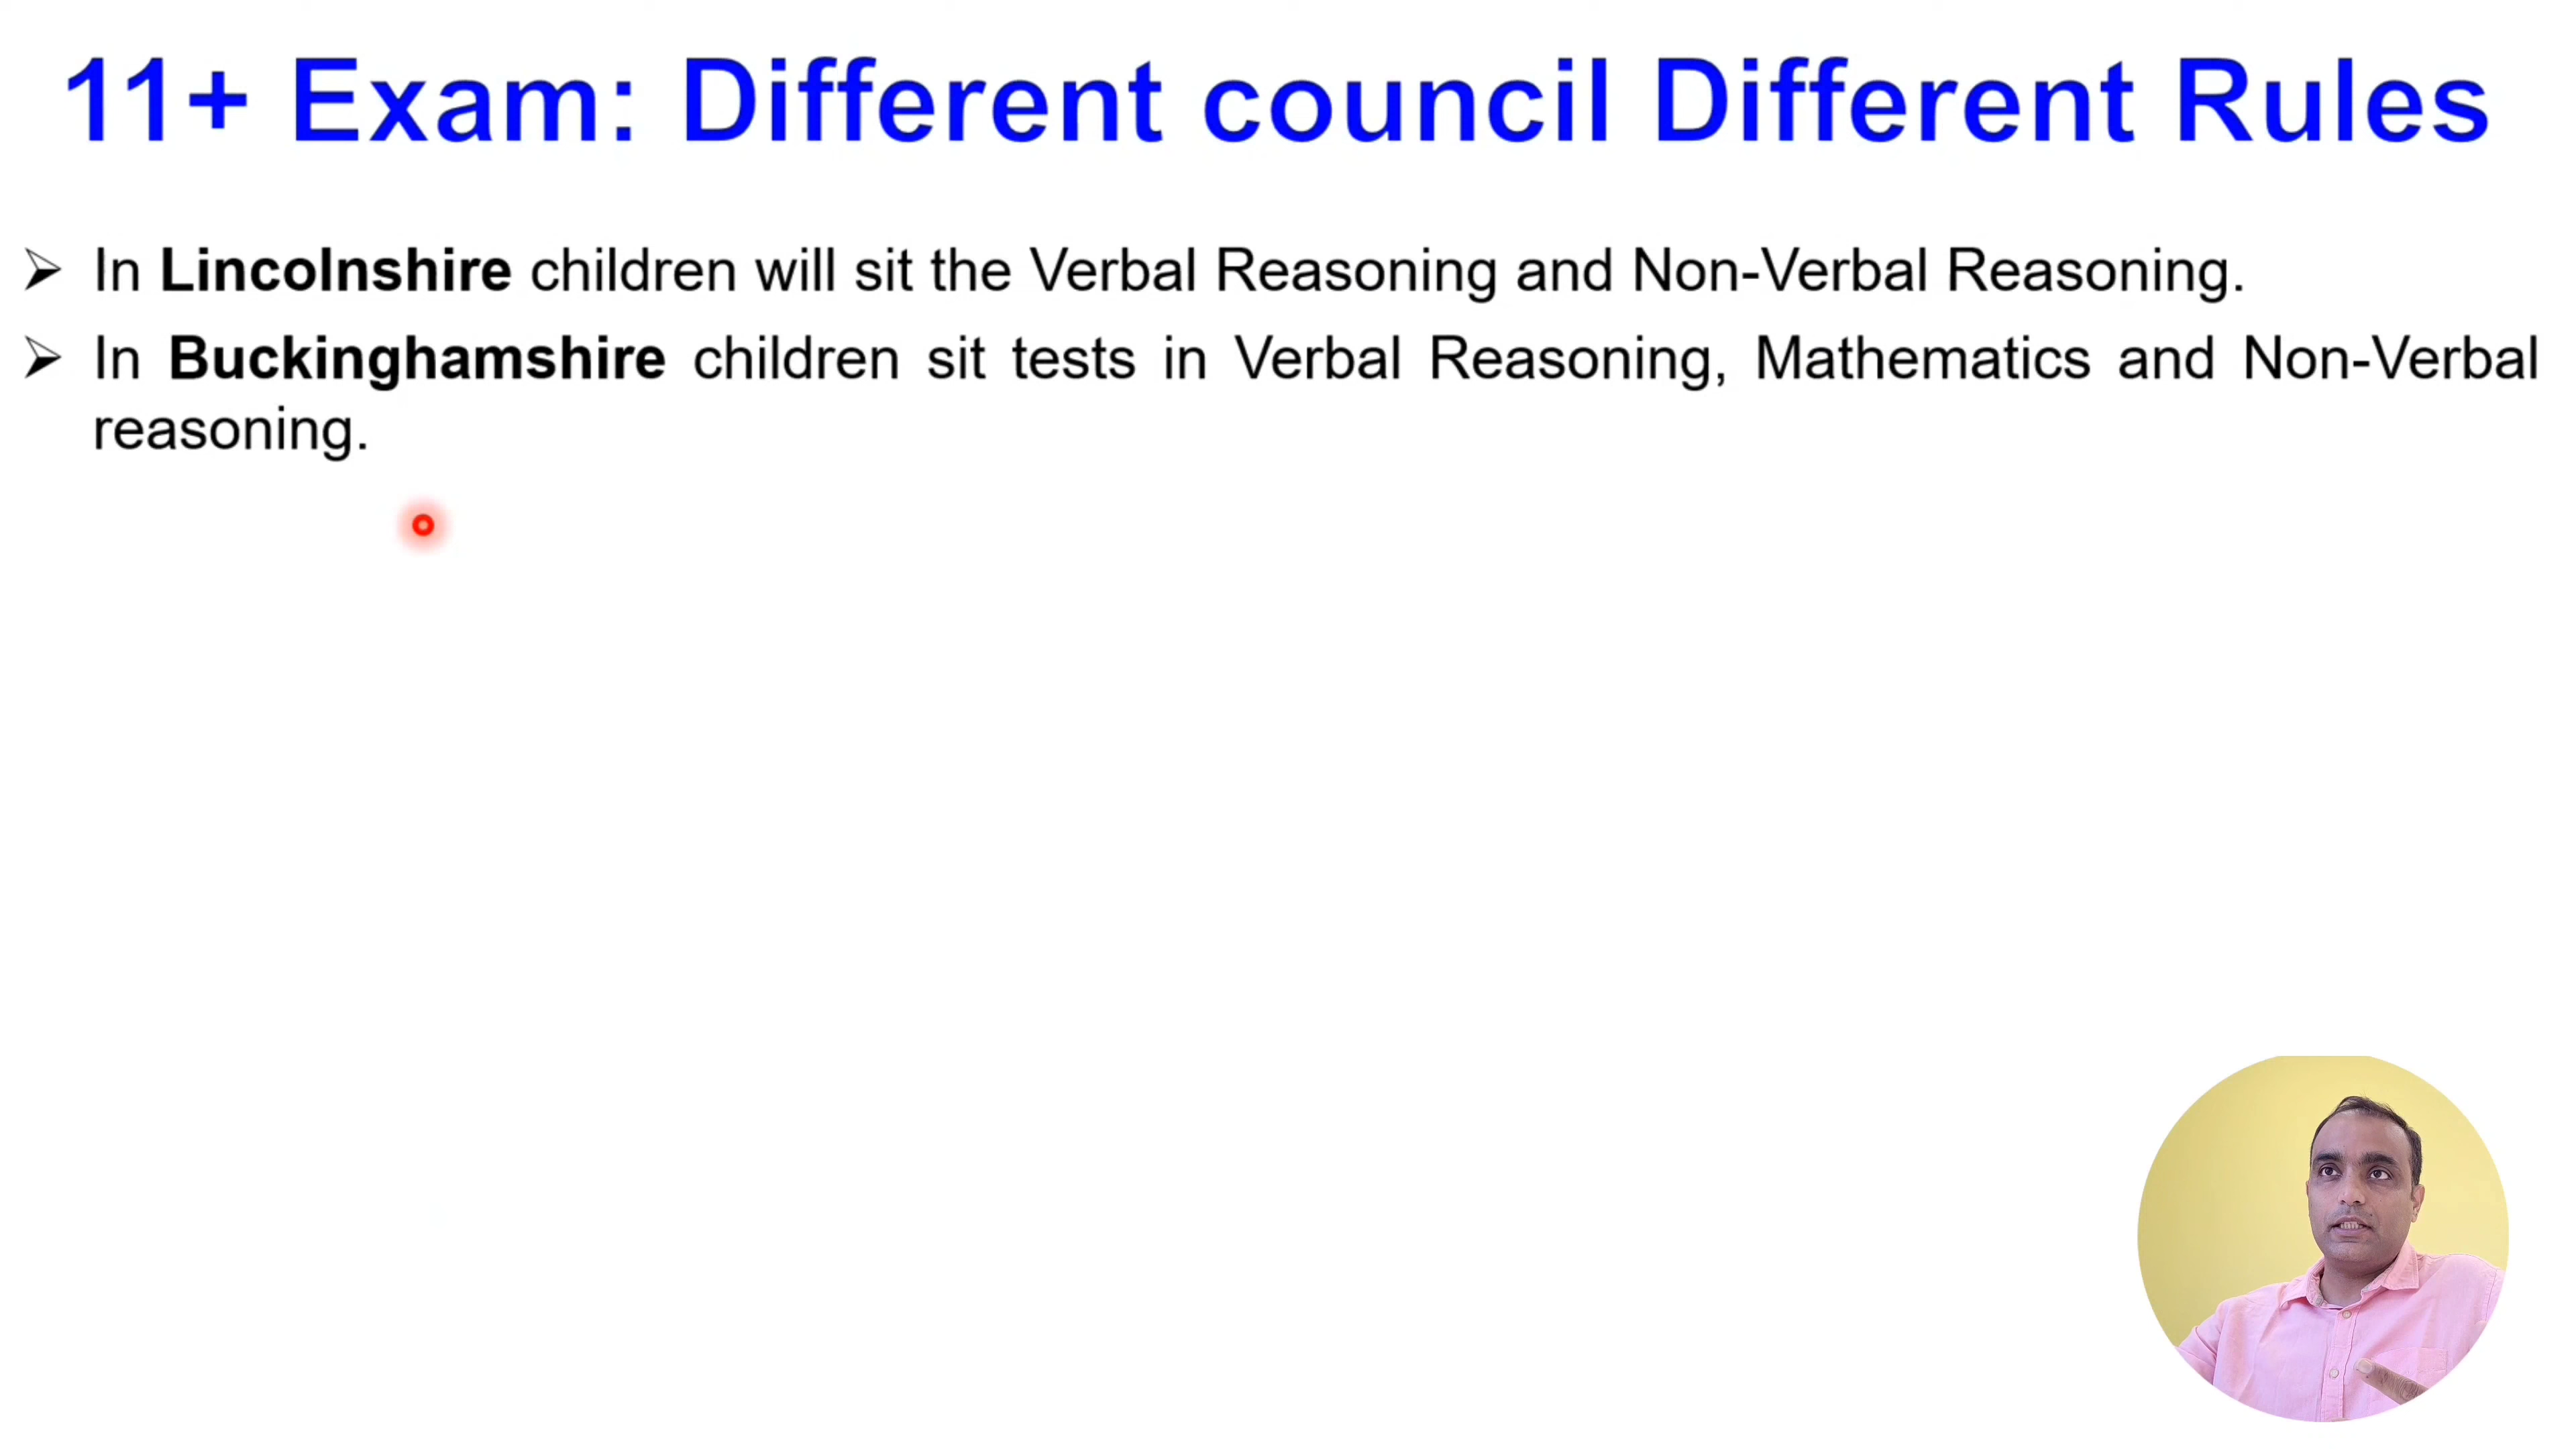 11+ Exam: Different council Different Rules
In Lincolnshire children will sit the Verbal Reasoning and Non-Verbal Reasoning.
In Buckinghamshire children sit tests in Verbal Reasoning, Mathematics and Non-Verbal
reasoning.